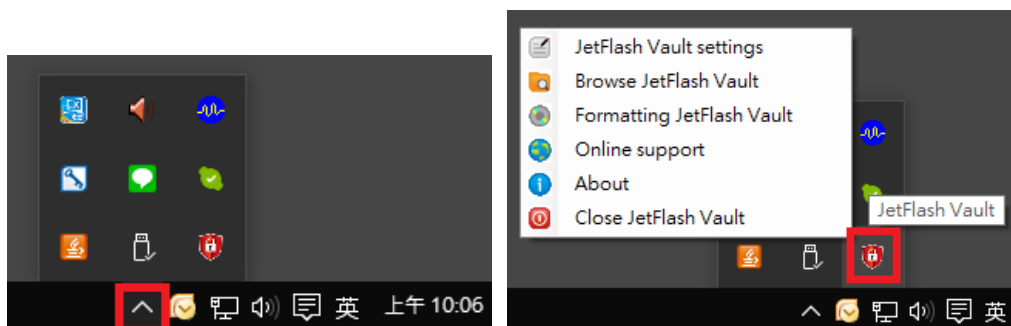 英 上午 10:06
JetFlash Vault settings
Browse JetFlash Vault
Formatting JetFlash Vault
Online support
About
Close JetFlash Vault
JetFlash Vault
英